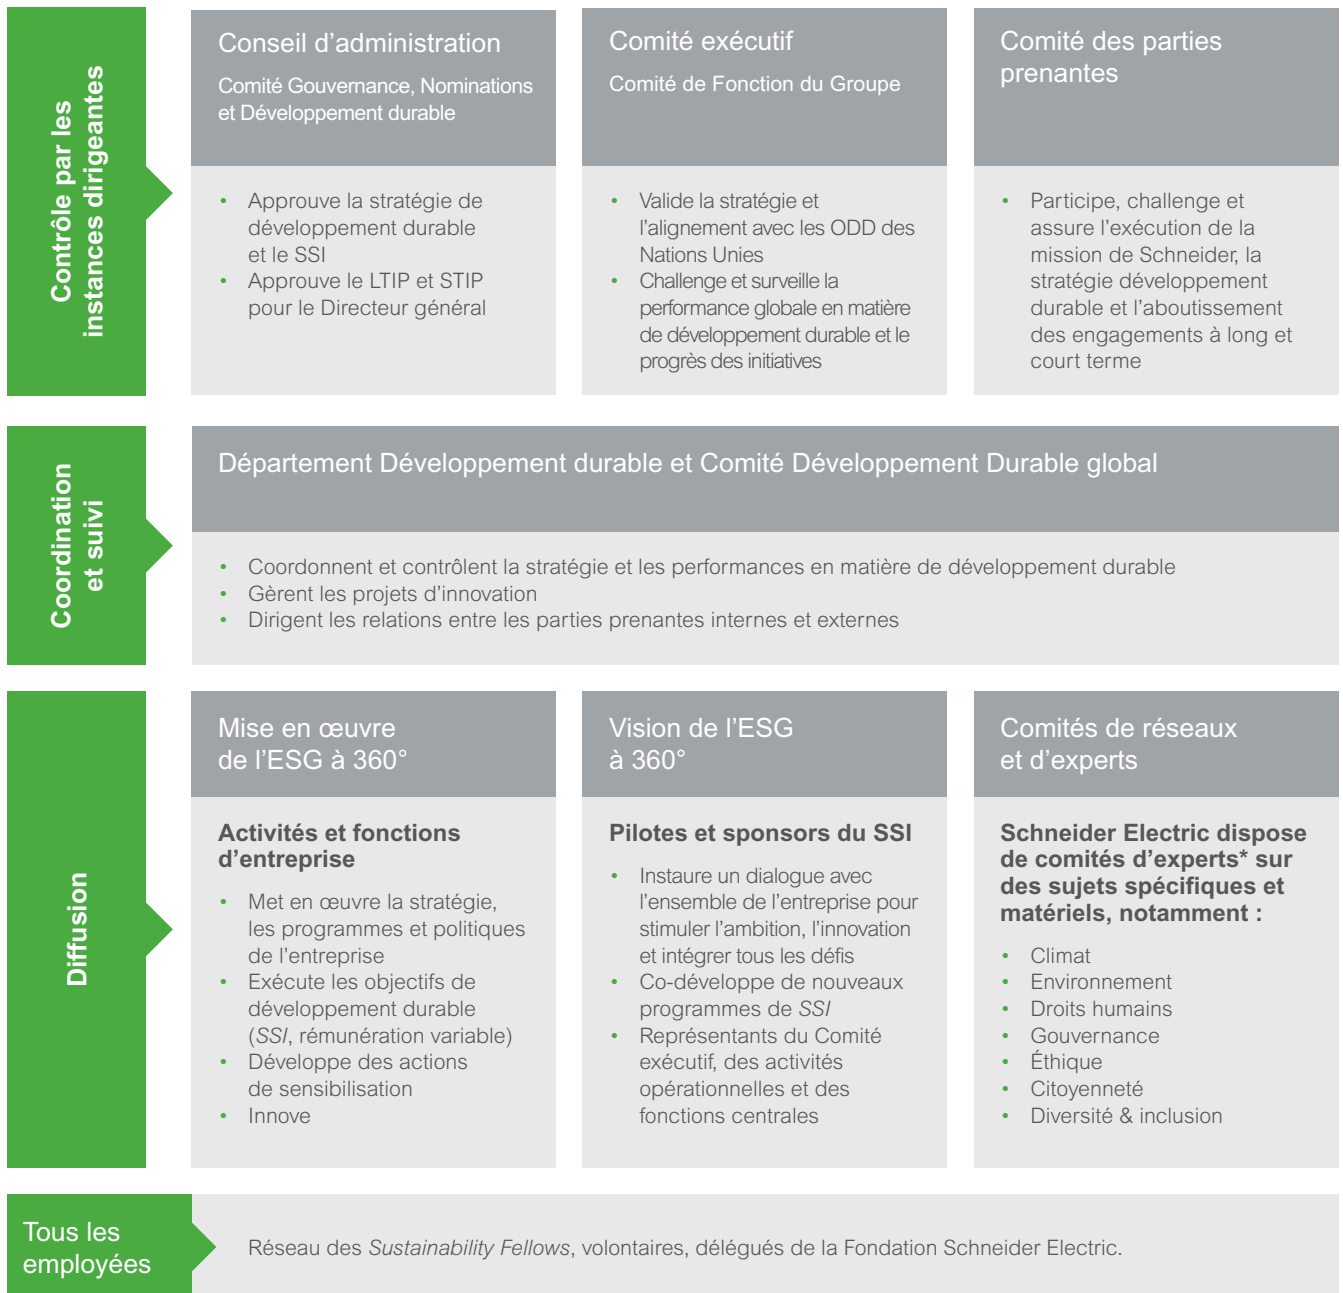 Contrôle par les
instances dirigeantes
Conseil d’administration
Comité Gouvernance, Nominations
et Développement durable
• Approuve la stratégie de
développement durable
et le SSI
• Approuve le LTIP et STIP
pour le Directeur général
Comité exécutif
Comité de Fonction du Groupe
• Valide la stratégie et
l’alignement avec les ODD des
Nations Unies
• Challenge et surveille la
performance globale en matière
de développement durable et le
progrès des initiatives
Comité des parties
prenantes
• Participe, challenge et
assure l’exécution de la
mission de Schneider, la
stratégie développement
durable et l’aboutissement
des engagements à long et
court terme
Coordination
et suivi
Département Développement durable et Comité Développement Durable global
• Coordonnent et contrôlent la stratégie et les performances en matière de développement durable
• Gèrent les projets d’innovation
• Dirigent les relations entre les parties prenantes internes et externes
Diffusion
Mise en œuvre
de l’ESG à 360°
Activités et fonctions
d’entreprise
• Met en œuvre la stratégie,
les programmes et politiques
de l’entreprise
• Exécute les objectifs de
développement durable
(SSI, rémunération variable)
• Développe des actions
de sensibilisation
• Innove
Vision de l’ESG
à 360°
Pilotes et sponsors du SSI
• Instaure un dialogue avec
l’ensemble de l’entreprise pour
stimuler l’ambition, l’innovation
et intégrer tous les défis
• Co-développe de nouveaux
programmes de SSI
• Représentants du Comité
exécutif, des activités
opérationnelles et des
fonctions centrales
Comités de réseaux
et d’experts
Schneider Electric dispose
de comités d’experts* sur
des sujets spécifiques et
matériels, notamment :
• Climat
• Environnement
• Droits humains
• Gouvernance
• Éthique
• Citoyenneté
• Diversité & inclusion
Tous les
employées
Réseau des Sustainability Fellows, volontaires, délégués de la Fondation Schneider Electric.